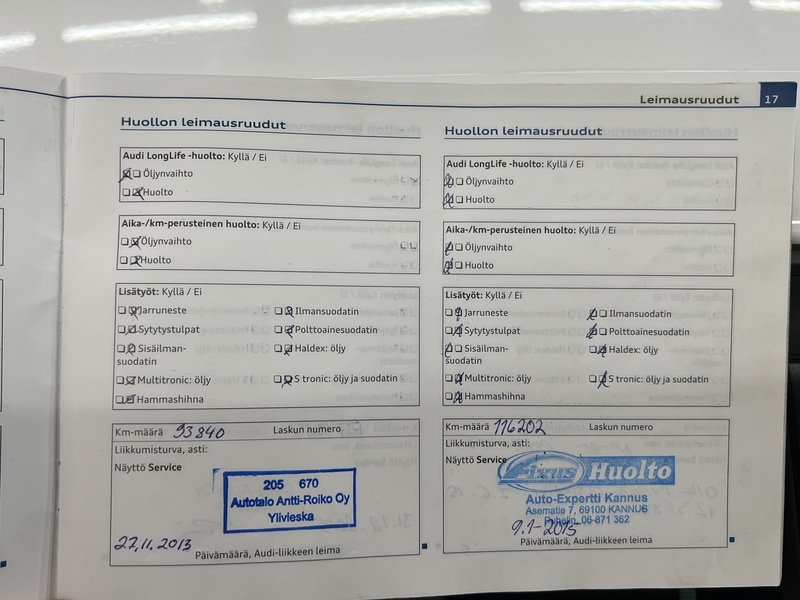 Leimausruudut 17
Huollon leimausruudut
Audi LongLife -huolto: Kyllä / Ei
Öljynvaihto
Huolto
Aika-/km-perusteinen huolto: Kyllä / Ei
Öljynvaihto
Huolto
Lisätyöt: Kyllä / Ei
Jarruneste
Ilmansuodatin
Sytytystulpat
Polttoainesuodatin
Sisäilman-
suodatin
Haldex: öljy
Multitronic: öljy
S tronic: öljy ja suodatin
Hammashihna
Km-määrä 93840
Laskun numero
Liikkumisturva, asti:
Näyttö Service
205 670
Autotalo Antti-Roiko Oy
Ylivieska
22.11.2013
Päivämäärä, Audi-liikkeen leima
Huollon leimausruudut
Audi LongLife -huolto: Kyllä / Ei
Öljynvaihto
Huolto
Aika-/km-perusteinen huolto: Kyllä / Ei
Öljynvaihto
Huolto
Lisätyöt: Kyllä / Ei
Jarruneste
Ilmansuodatin
Sytytystulpat
Polttoainesuodatin
Sisäilman-
suodatin
Haldex: öljy
Multitronic: öljy
S tronic: öljy ja suodatin
Hammashihna
Km-määrä 116202
Laskun numero
Liikkumisturva, asti:
Näyttö Service
Fixus Huolto
Auto-Expertti Kannus
Asematie 7, 69100 KANNUS
Puhelin 06-871 362
9.1-2015
Päivämäärä, Audi-liikkeen leima